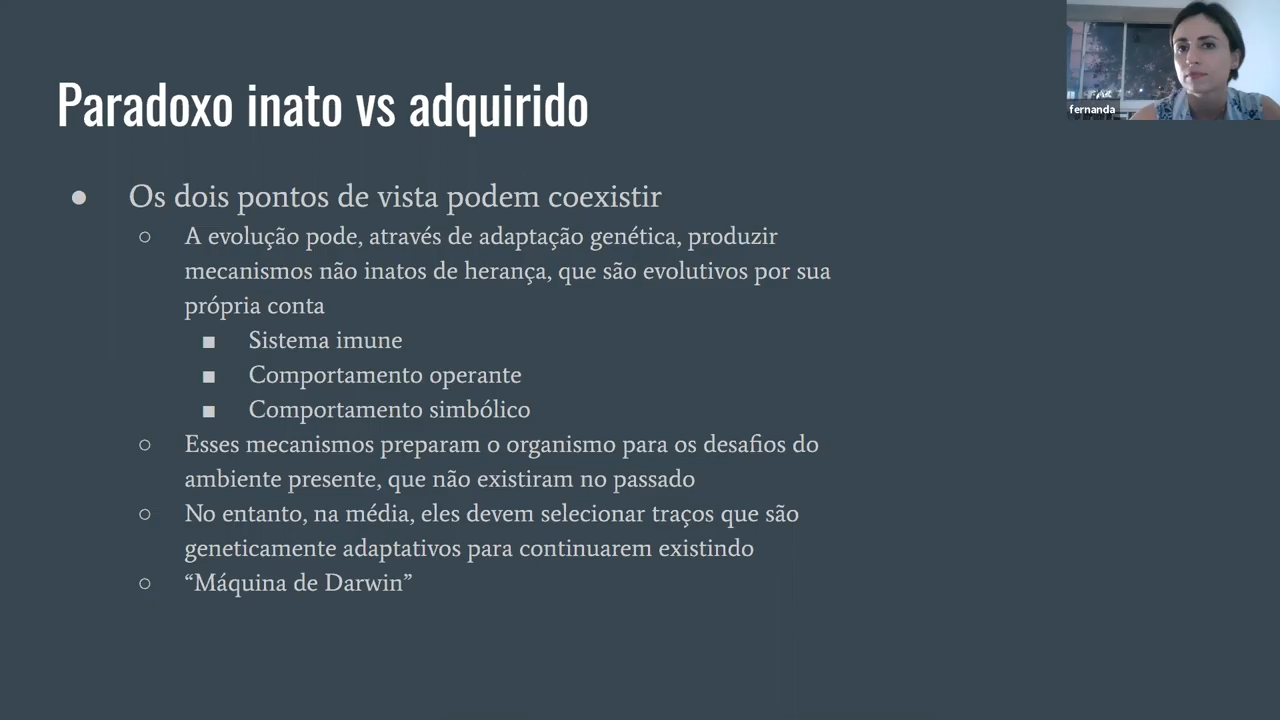 Paradoxo inato vs adquirido
fernanda
● Os dois pontos de vista podem coexistir
○ A evolução pode, através de adaptação genética, produzir
mecanismos não inatos de herança, que são evolutivos por sua
própria conta
■ Sistema imune
■ Comportamento operante
■ Comportamento simbólico
○ Esses mecanismos preparam o organismo para os desafios do
ambiente presente, que não existiram no passado
○ No entanto, na média, eles devem selecionar traços que são
geneticamente adaptativos para continuarem existindo
○ “Máquina de Darwin”